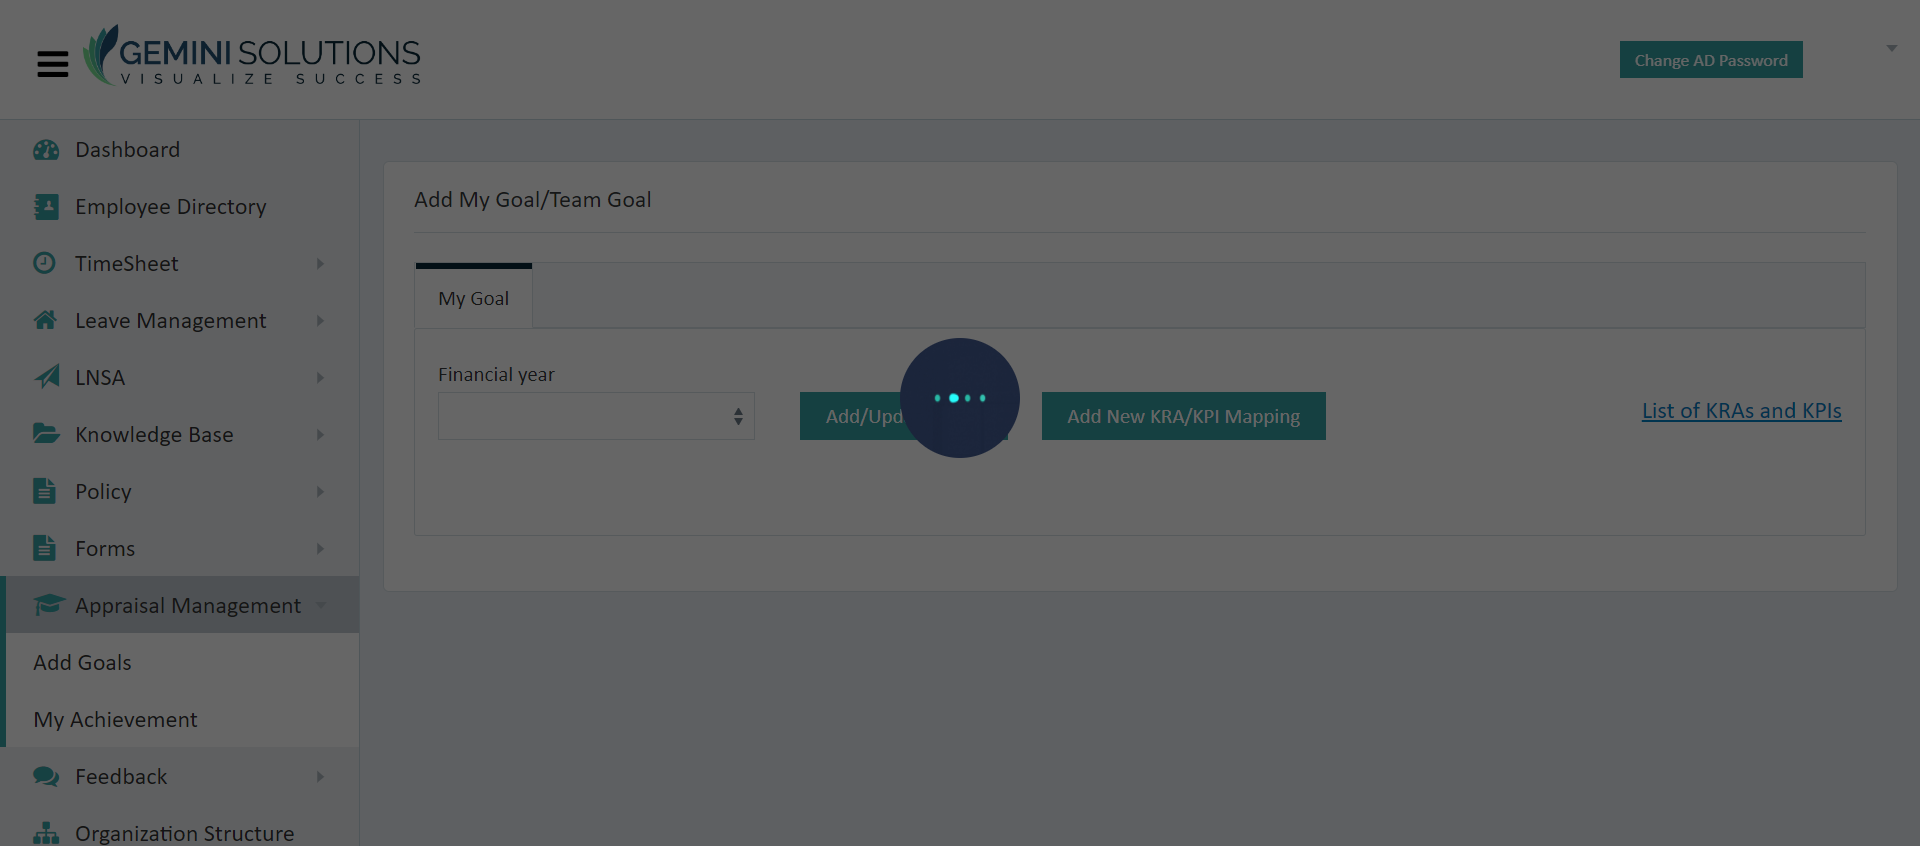 GEMINI SOLUTIONS
VISUALIZE SUCCESS
Change AD Password
Dashboard
Employee Directory
TimeSheet
Leave Management
LNSA
Knowledge Base
Policy
Forms
Appraisal Management
Add Goals
My Achievement
Feedback
Organization Structure
Add My Goal/Team Goal
My Goal
Financial year
Add/Upd
Add New KRA/KPI Mapping
List of KRAs and KPIs